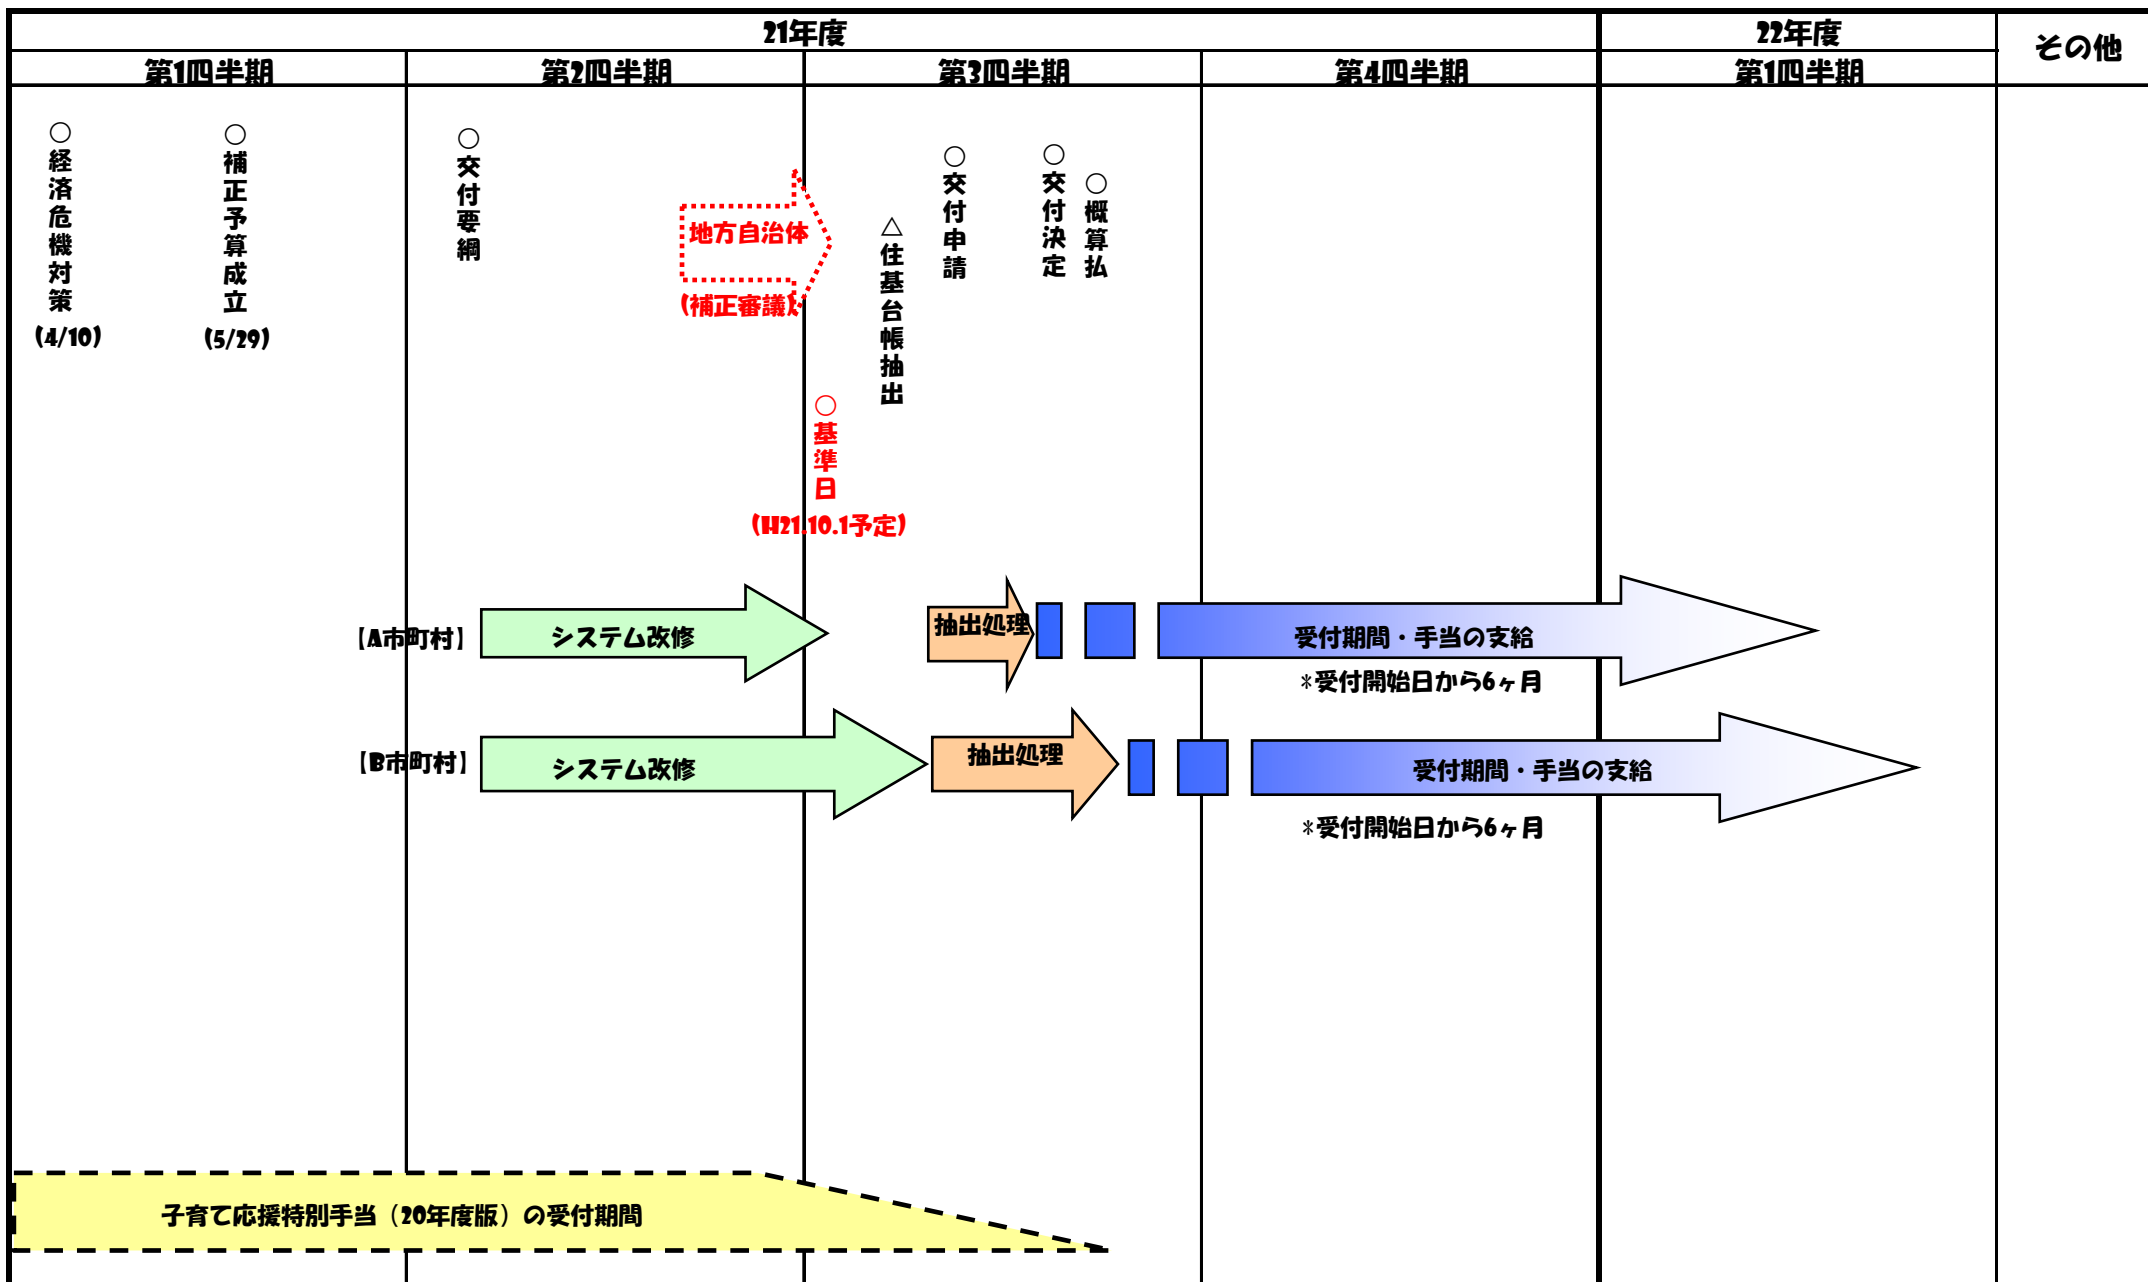 21年度
22年度
その他
第1四半期
第2四半期
第3四半期
第4四半期
第1四半期
○経済危機対策
(4/10)
○補正予算成立
(5/29)
○交付要綱
地方自治体
(補正審議)
○基準日
(H21.10.1予定)
△住基台帳抽出
○交付申請
○交付決定
○概算払
【A市町村】
システム改修
抽出処理
受付期間・手当の支給
*受付開始日から6ヶ月
【B市町村】
システム改修
抽出処理
受付期間・手当の支給
*受付開始日から6ヶ月
子育て応援特別手当（20年度版）の受付期間